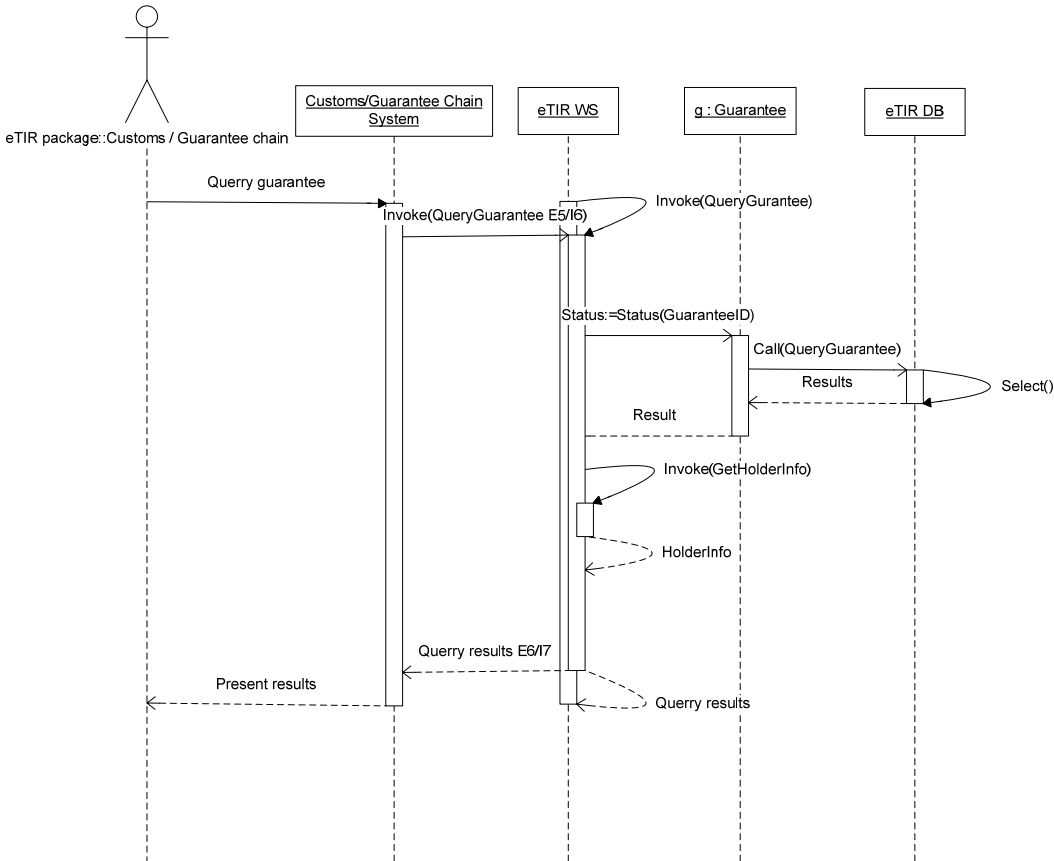 Customs/Guarantee Chain
System
eTIR WS
g : Guarantee
eTIR DB
eTIR package::Customs / Guarantee chain
Querry guarantee
Invoke(QueryGurantee)
Invoke(QueryGuarantee E5/I6)
Status:=Status(GuaranteeID)
Call(QueryGuarantee)
Results
Select()
Result
Invoke(GetHolderInfo)
HolderInfo
Querry results E6/I7
Present results
Querry results